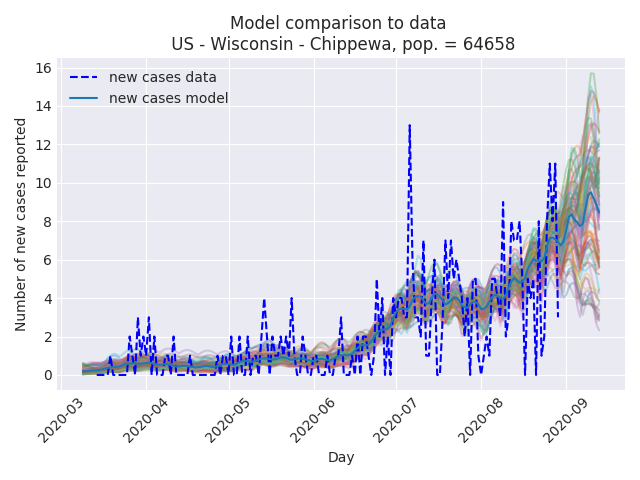 Model comparison to data
US - Wisconsin - Chippewa, pop. = 64658
new cases data
new cases model
Number of new cases reported
16
14
12
10
8
6
4
2
0
2020-03
2020-04
2020-05
2020-06
2020-07
2020-08
2020-09
Day